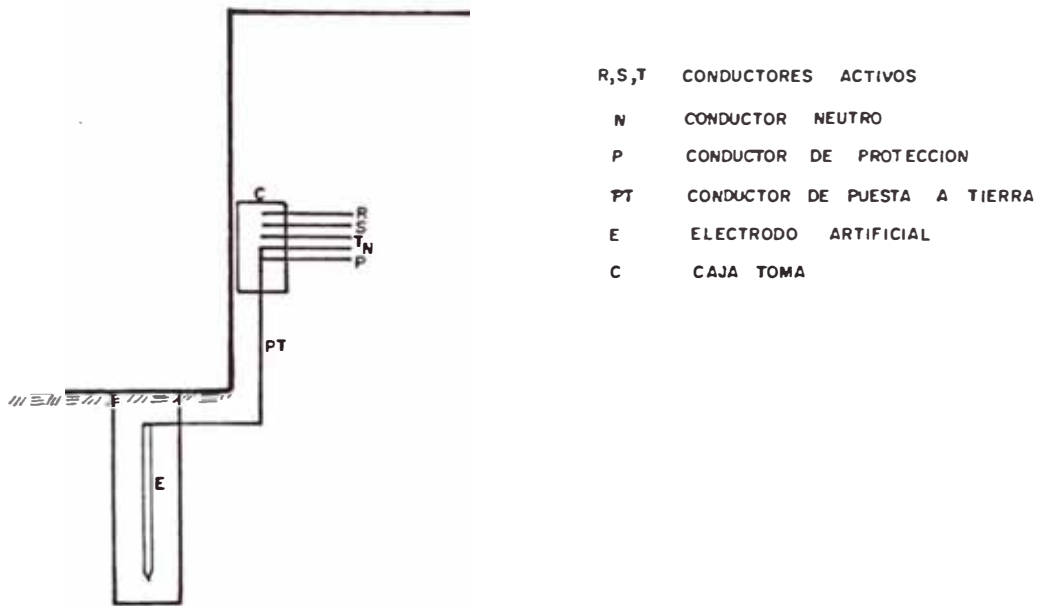 R,S,T CONDUCTORES ACTIVOS
N CONDUCTOR NEUTRO
P CONDUCTOR DE PROTECCION
PT CONDUCTOR DE PUESTA A TIERRA
E ELECTRODO ARTIFICIAL
C CAJA TOMA
C
R
S
T
N
P
PT
E